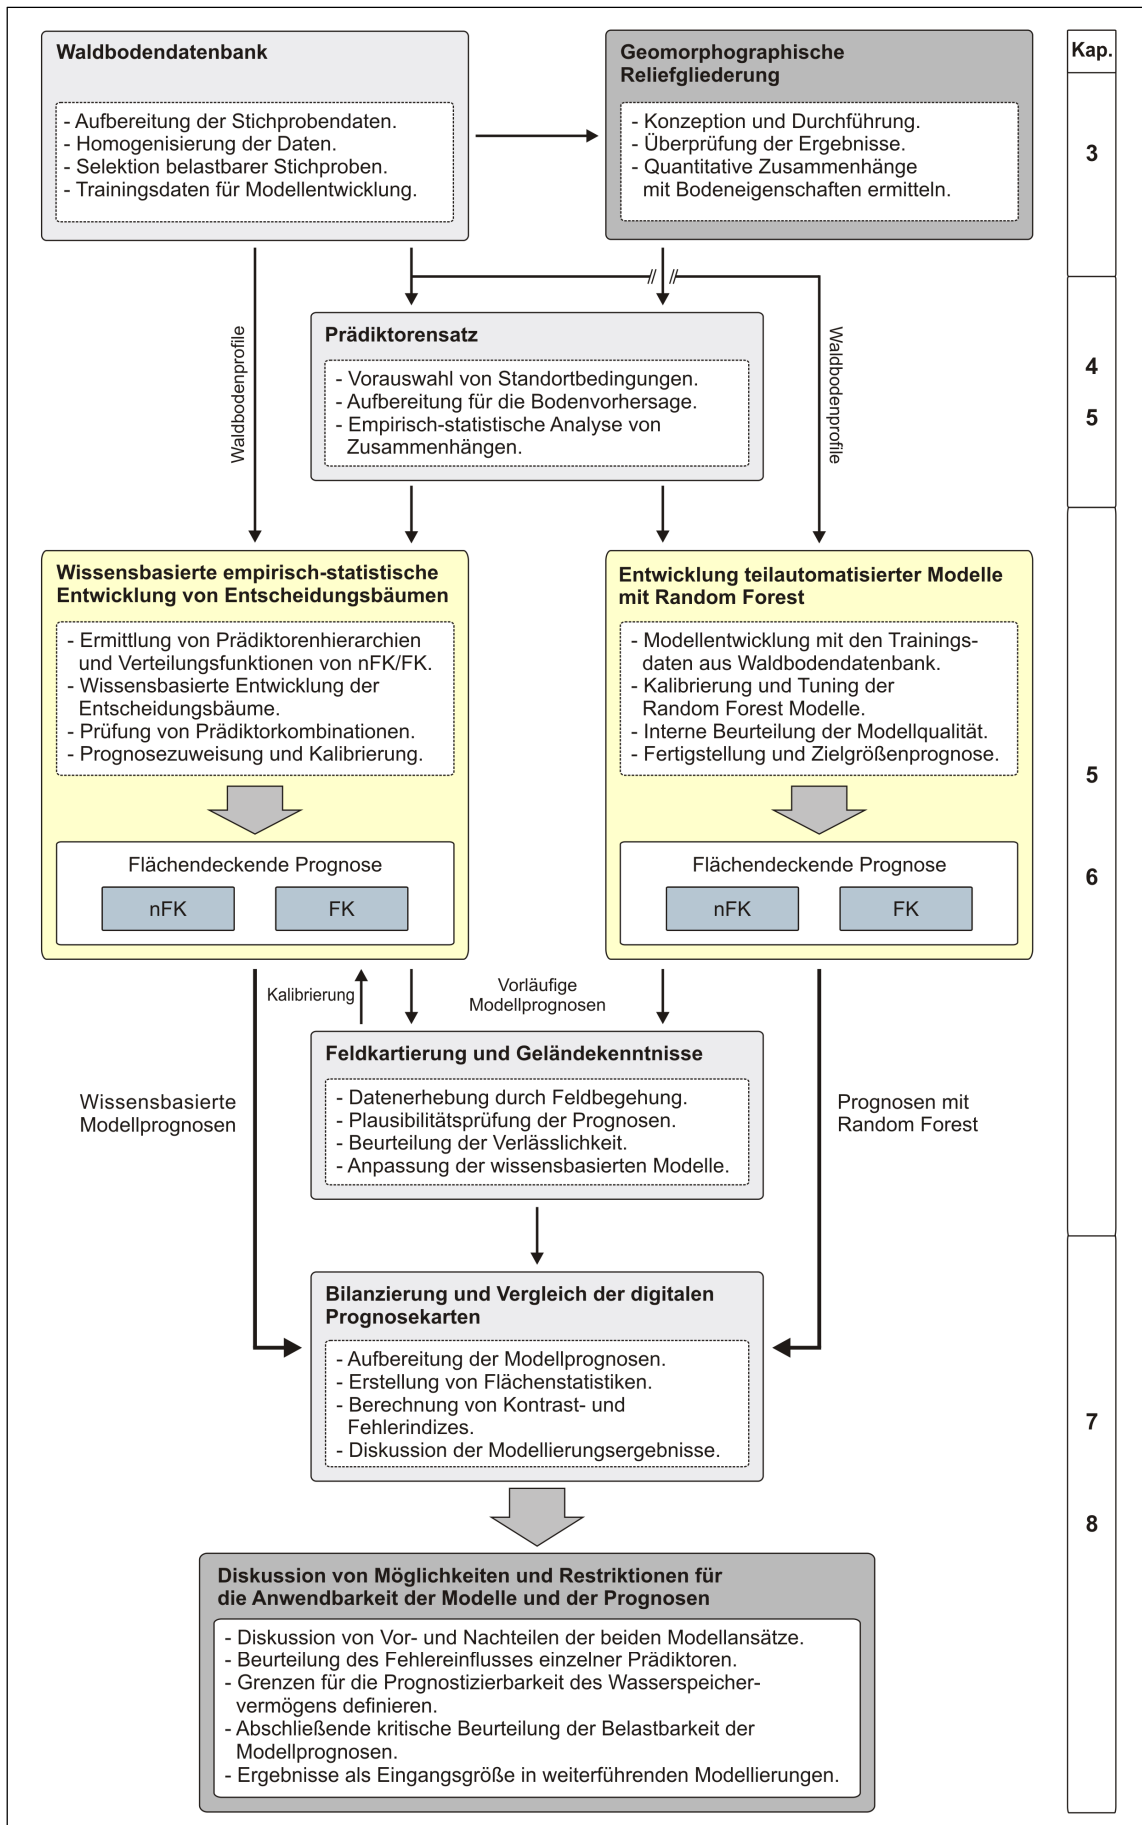 Waldbodendatenbank
- Aufbereitung der Stichprobendaten.
- Homogenisierung der Daten.
- Selektion belastbarer Stichproben.
- Trainingsdaten für Modellentwicklung.
Geomorphographische
Reliefgliederung
- Konzeption und Durchführung.
- Überprüfung der Ergebnisse.
- Quantitative Zusammenhänge
mit Bodeneigenschaften ermitteln.
Kap.
3
Waldbodenprofile
Prädiktorensatz
- Vorauswahl von Standortbedingungen.
- Aufbereitung für die Bodenvorhersage.
- Empirisch-statistische Analyse von
Zusammenhängen.
Waldbodenprofile
4
5
Wissensbasierte empirisch-statistische
Entwicklung von Entscheidungsbäumen
- Ermittlung von Prädiktorenhierarchien
und Verteilungsfunktionen von nFK/FK.
- Wissensbasierte Entwicklung der
Entscheidungsbäume.
- Prüfung von Prädiktorkombinationen.
- Prognosezuweisung und Kalibrierung.
Flächendeckende Prognose
nFK
FK
Entwicklung teilautomatisierter Modelle
mit Random Forest
- Modellentwicklung mit den Trainings-
daten aus Waldbodendatenbank.
- Kalibrierung und Tuning der
Random Forest Modelle.
- Interne Beurteilung der Modellqualität.
- Fertigstellung und Zielgrößenprognose.
Flächendeckende Prognose
nFK
FK
5
6
Kalibrierung
Vorläufige
Modellprognosen
Feldkartierung und Geländekenntnisse
- Datenerhebung durch Feldbegehung.
- Plausibilitätsprüfung der Prognosen.
- Beurteilung der Verlässlichkeit.
- Anpassung der wissensbasierten Modelle.
Wissensbasierte
Modellprognosen
Prognosen mit
Random Forest
Bilanzierung und Vergleich der digitalen
Prognosekarten
- Aufbereitung der Modellprognosen.
- Erstellung von Flächenstatistiken.
- Berechnung von Kontrast- und
Fehlerindizes.
- Diskussion der Modellierungsergebnisse.
7
8
Diskussion von Möglichkeiten und Restriktionen für
die Anwendbarkeit der Modelle und der Prognosen
- Diskussion von Vor- und Nachteilen der beiden Modellansätze.
- Beurteilung des Fehlereinflusses einzelner Prädiktoren.
- Grenzen für die Prognostizierbarkeit des Wasserspeicher-
vermögens definieren.
- Abschließende kritische Beurteilung der Belastbarkeit der
Modellprognosen.
- Ergebnisse als Eingangsgröße in weiterführenden Modellierungen.